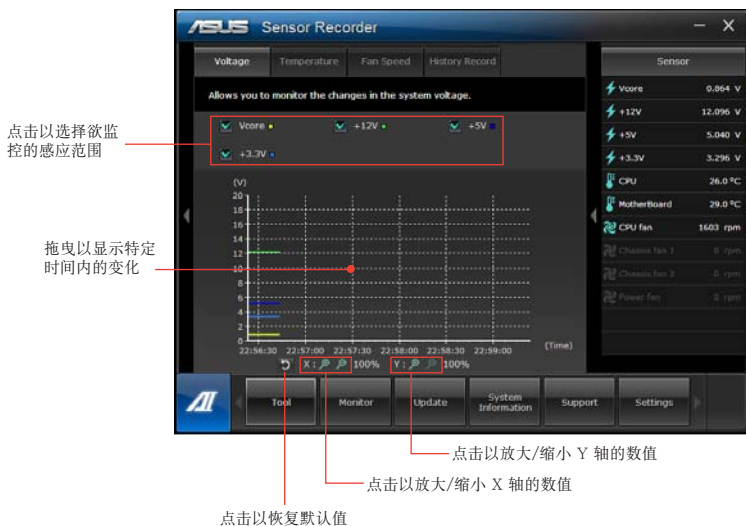 ASUS Sensor Recorder
Voltage Temperature Fan Speed History Record
Allows you to monitor the changes in the system voltage.
Vcore +12V +5V
+3.3V
点击以选择欲监
控的感应范围
拖曳以显示特定
时间内的变化
(V)
20
18
16
14
12
10
8
6
4
2
0
22:56:30 22:57:00 22:57:30 22:58:00 22:58:30 22:59:00
(Time)
X : 100% Y : 100%
Sensor
Vcore 0.864 V
+12V 12.096 V
+5V 5.040 V
+3.3V 3.296 V
CPU 26.0 ºC
MotherBoard 29.0 ºC
CPU fan 1603 rpm
Chassis fan 1 0 rpm
Chassis fan 2 0 rpm
Power fan 0 rpm
AI
Tool Monitor Update System Information Support Settings
点击以放大/缩小 Y 轴的数值
点击以放大/缩小 X 轴的数值
点击以恢复默认值